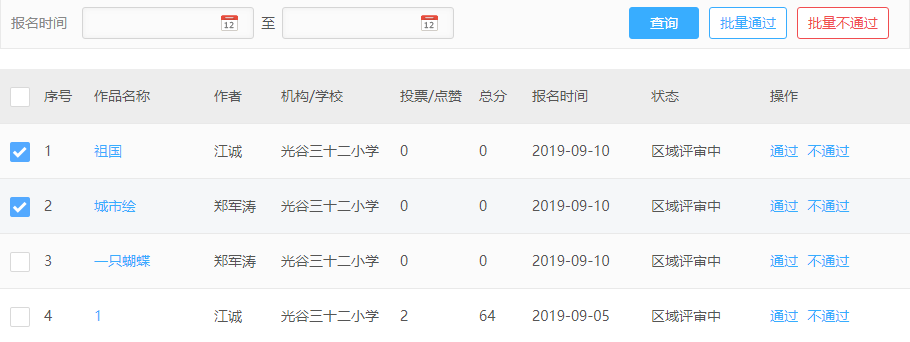 报名时间 12 至 12 查询 批量通过 批量不通过
序号 作品名称 作者 机构/学校 投票/点赞 总分 报名时间 状态 操作
1 祖国 江诚 光谷三十二小学 0 0 2019-09-10 区域评审中 通过 不通过
2 城市绘 郑军涛 光谷三十二小学 0 0 2019-09-10 区域评审中 通过 不通过
3 一只蝴蝶 郑军涛 光谷三十二小学 0 0 2019-09-10 区域评审中 通过 不通过
4 1 江诚 光谷三十二小学 2 64 2019-09-05 区域评审中 通过 不通过